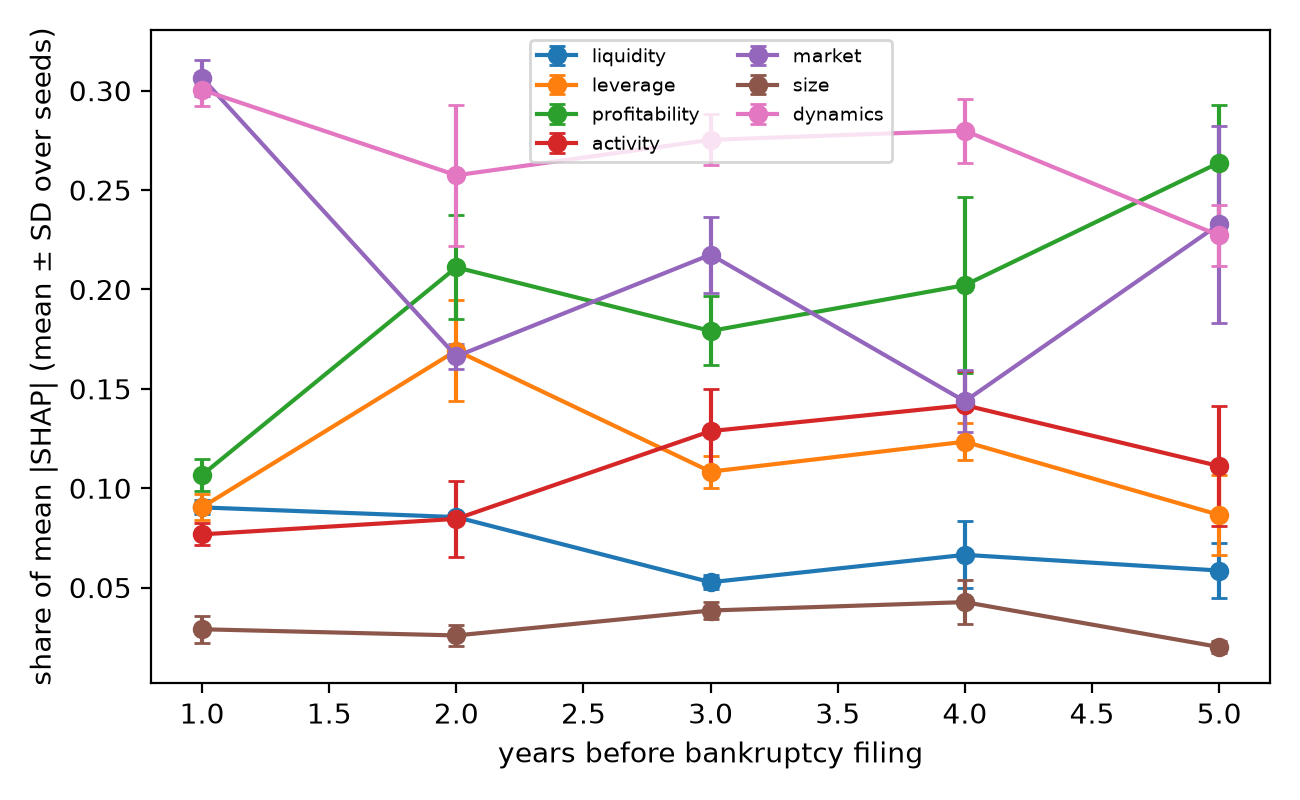 share of mean |SHAP| (mean ± SD over seeds)
0.30
0.25
0.20
0.15
0.10
0.05
liquidity
leverage
profitability
activity
market
size
dynamics
1.0 1.5 2.0 2.5 3.0 3.5 4.0 4.5 5.0
years before bankruptcy filing